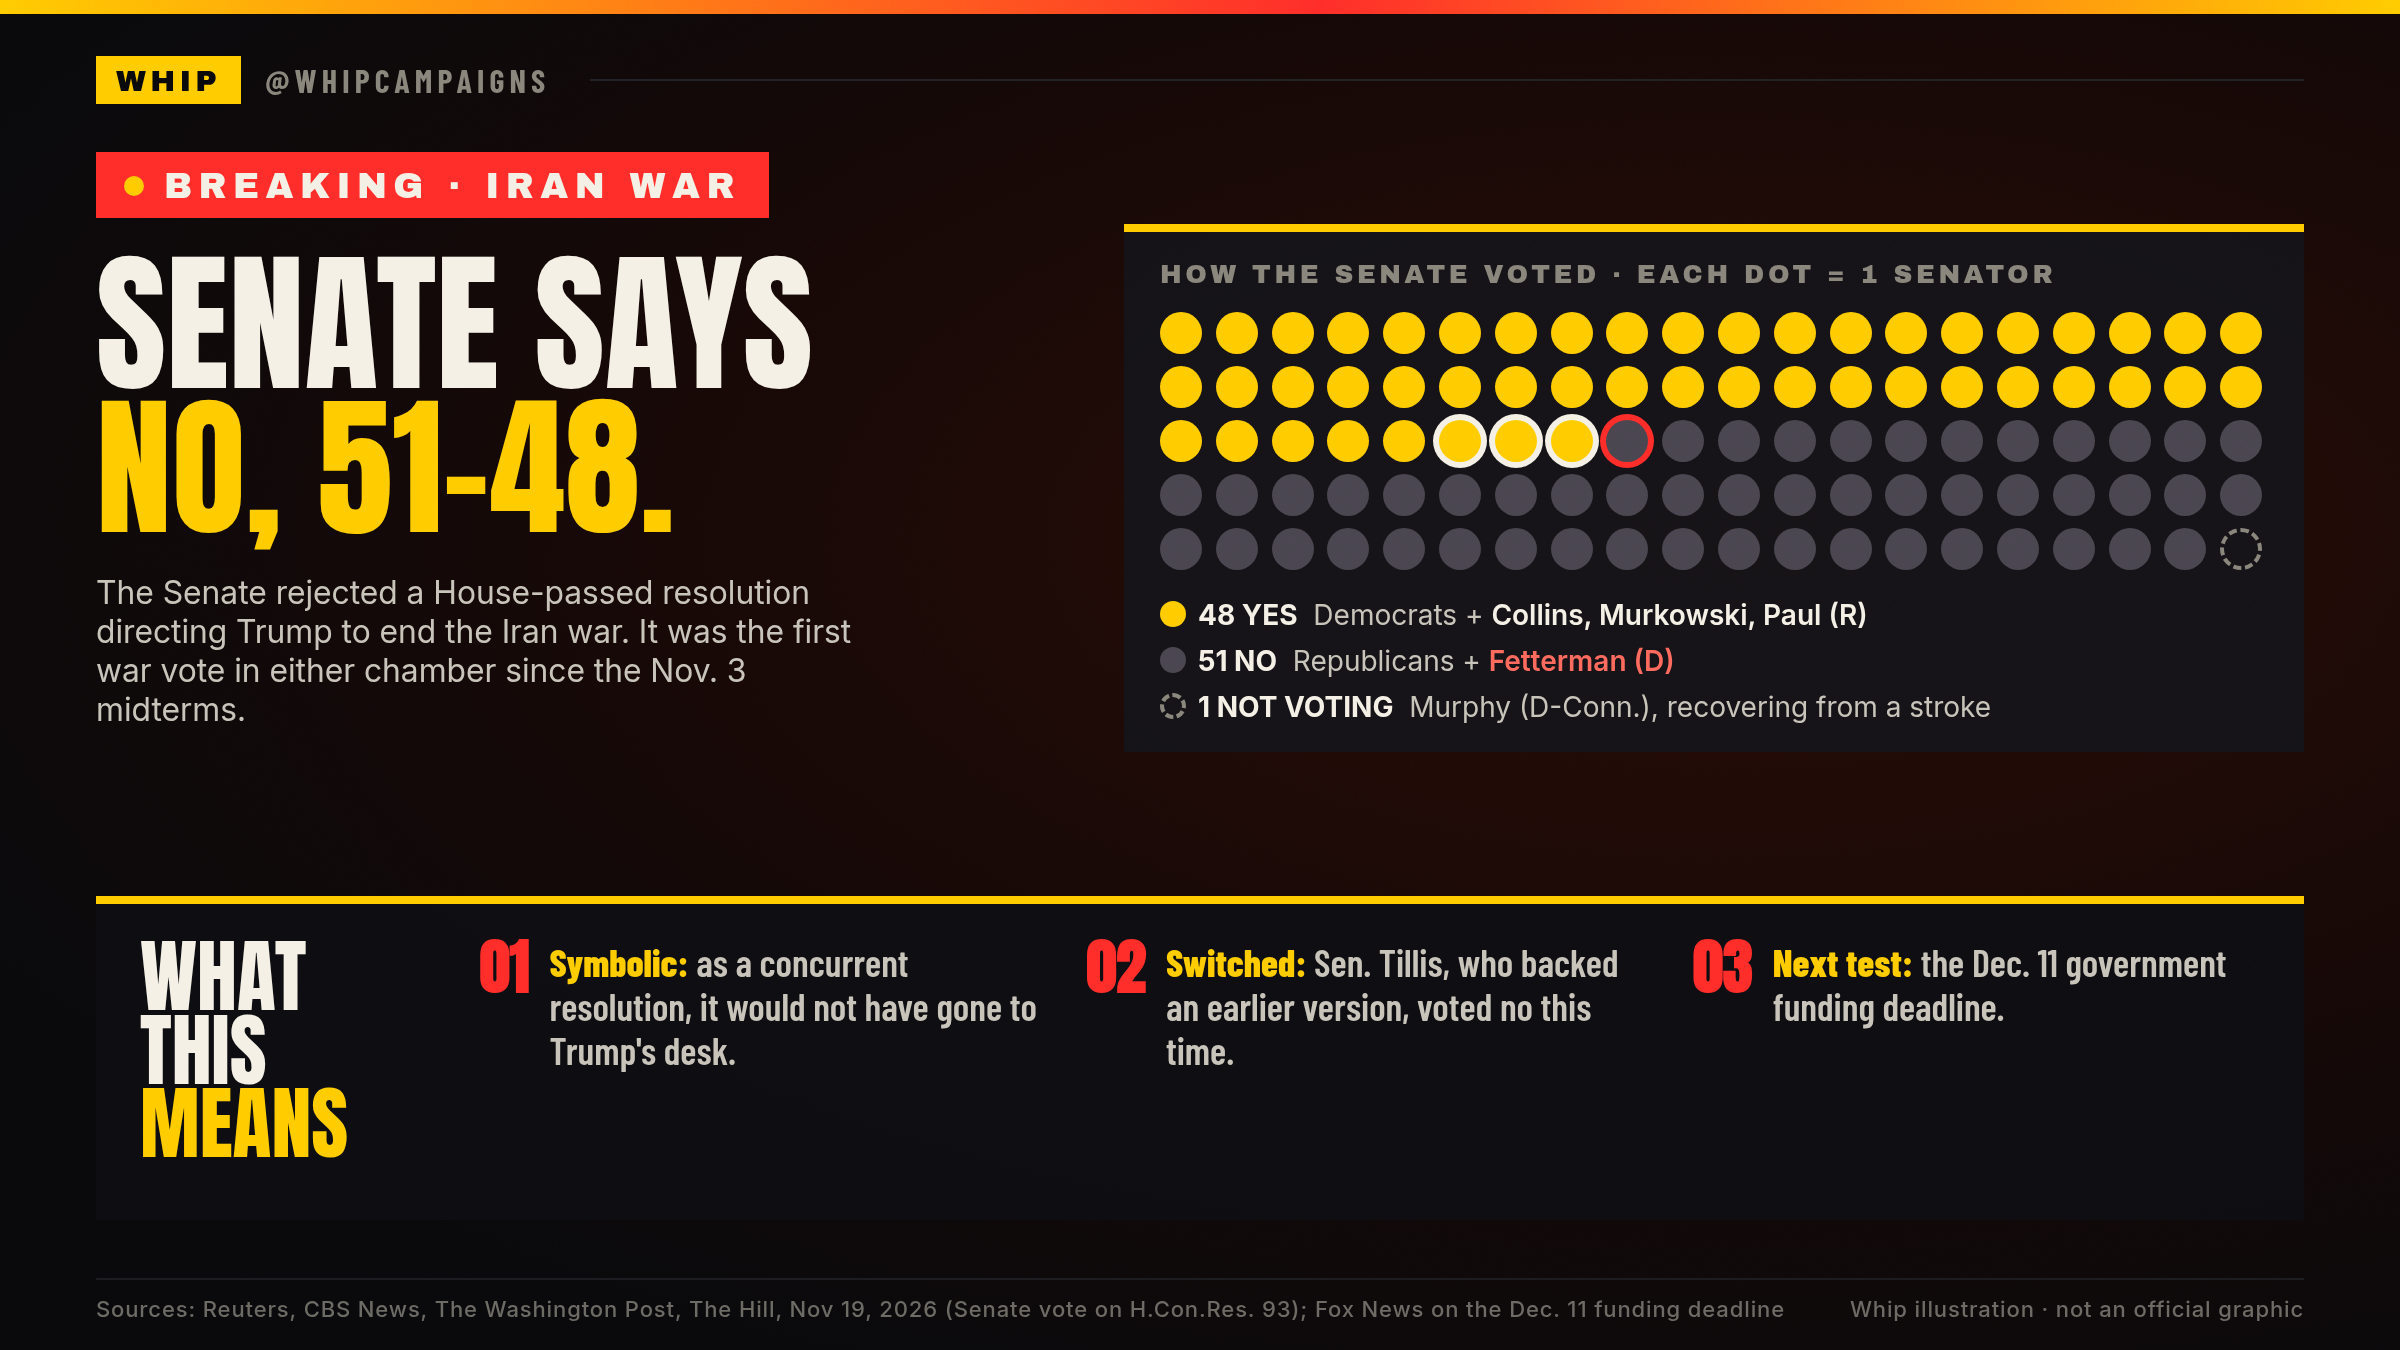 WHIP @WHIPCAMPAIGNS
BREAKING · IRAN WAR
SENATE SAYS
NO, 51-48.
The Senate rejected a House-passed resolution
directing Trump to end the Iran war. It was the first
war vote in either chamber since the Nov. 3
midterms.
HOW THE SENATE VOTED · EACH DOT = 1 SENATOR
48 YES Democrats + Collins, Murkowski, Paul (R)
51 NO Republicans + Fetterman (D)
1 NOT VOTING Murphy (D-Conn.), recovering from a stroke
WHAT
THIS
MEANS
01 Symbolic: as a concurrent
resolution, it would not have gone to
Trump's desk.
02 Switched: Sen. Tillis, who backed
an earlier version, voted no this
time.
03 Next test: the Dec. 11 government
funding deadline.
Sources: Reuters, CBS News, The Washington Post, The Hill, Nov 19, 2026 (Senate vote on H.Con.Res. 93); Fox News on the Dec. 11 funding deadline
Whip illustration · not an official graphic